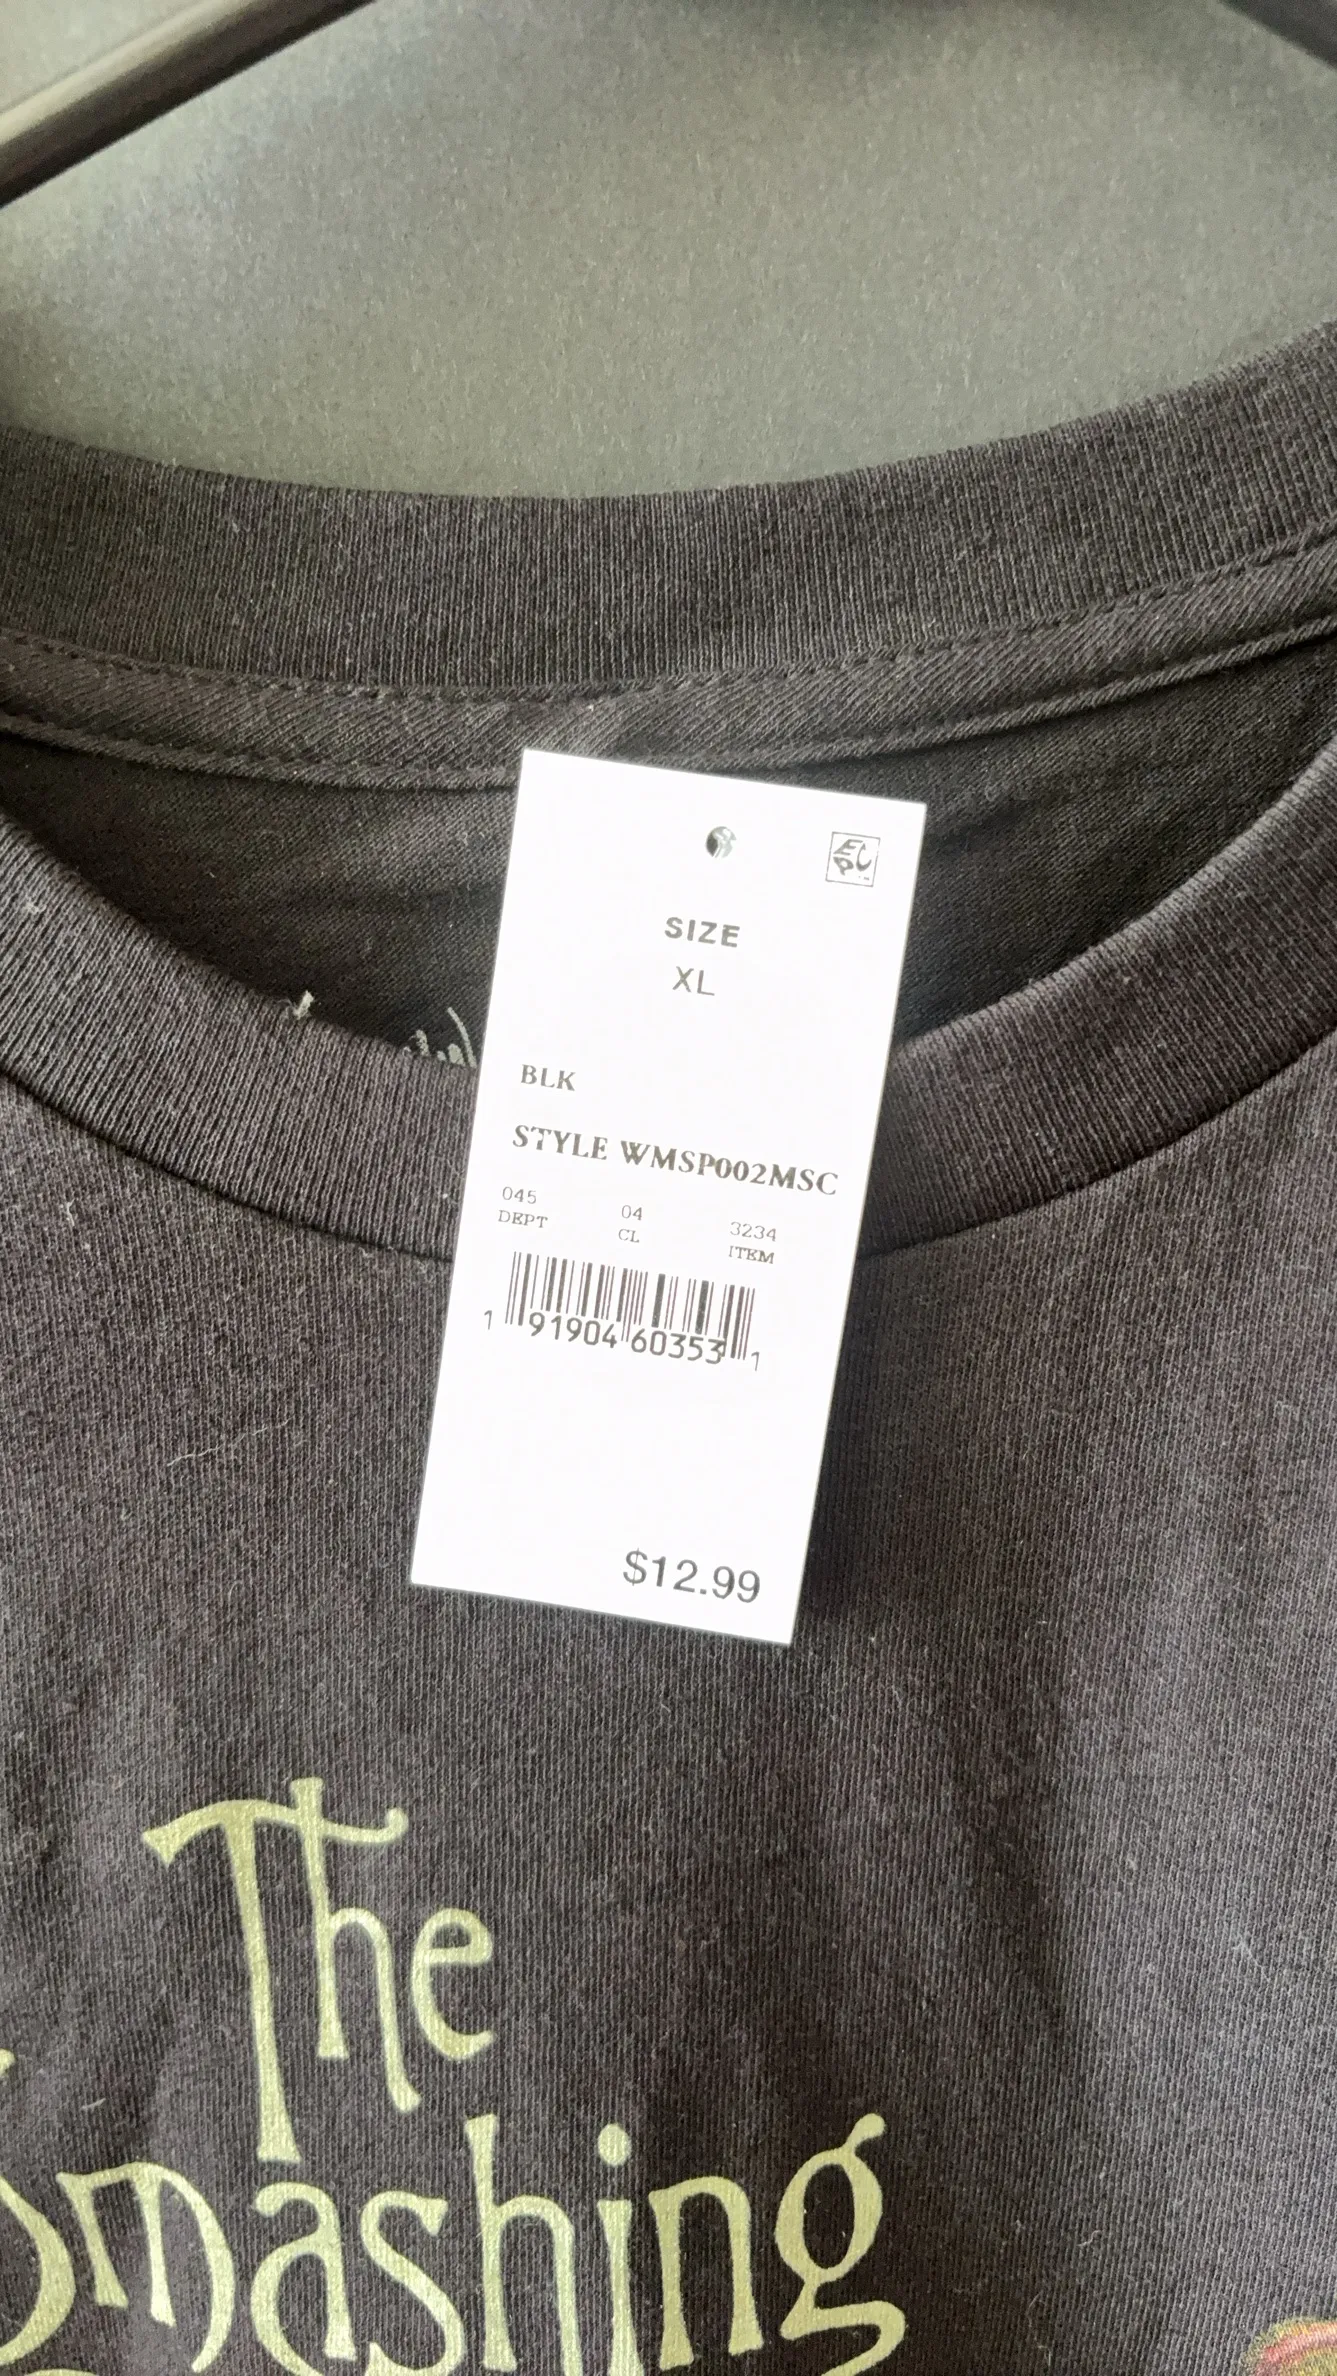 EPC
SIZE
XL
BLK
STYLE WMSP002MSC
045 04 3234
DEPT CL ITEM
1 91904 60353 1
$12.99
The
Smashing